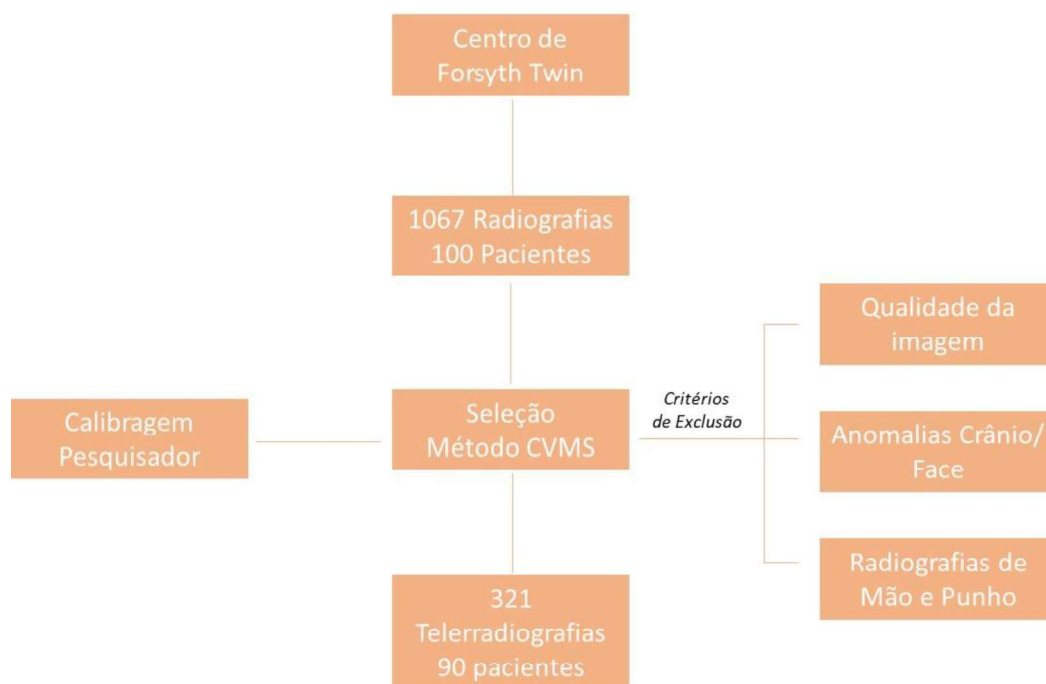 Centro de
Forsyth Twin
1067 Radiografias
100 Pacientes
Calibragem
Pesquisador
Seleção
Método CVMS
Critérios
de Exclusão
Qualidade da
imagem
Anomalias Crânio/
Face
Radiografias de
Mão e Punho
321
Telerradiografias
90 pacientes